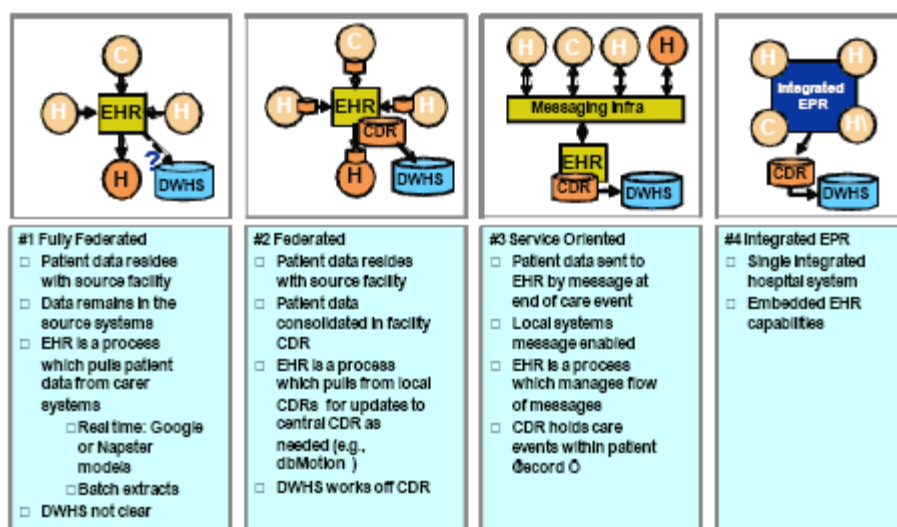 C
H
EHR
H
?
H
DWHS
C
H
EHR
H
CDR
H
DWHS
H
C
H
H
Messaging Infra
EHR
CDR
DWHS
H
H
Integrated
EPR
C
H\
CDR
DWHS
#1 Fully Federated
□ Patient data resides
with source facility
□ Data remains in the
source systems
□ EHR is a process
which pulls patient
data from carer
systems
□ Real time: Google
or Napster
models
□ Batch extracts
□ DWHS not clear
#2 Federated
□ Patient data resides
with source facility
□ Patient data
consolidated in facility
CDR
□ EHR is a process
which pulls from local
CDRs for updates to
central CDR as
needed (e.g.,
dbMotion )
□ DWHS works off CDR
#3 Service Oriented
□ Patient data sent to
EHR by message at
end of care event
□ Local systems
message enabled
□ EHR is a process
which manages flow
of messages
□ CDR holds care
events within patient
Òecord Ó
#4 Integrated EPR
□ Single integrated
hospital system
□ Embedded EHR
capabilities